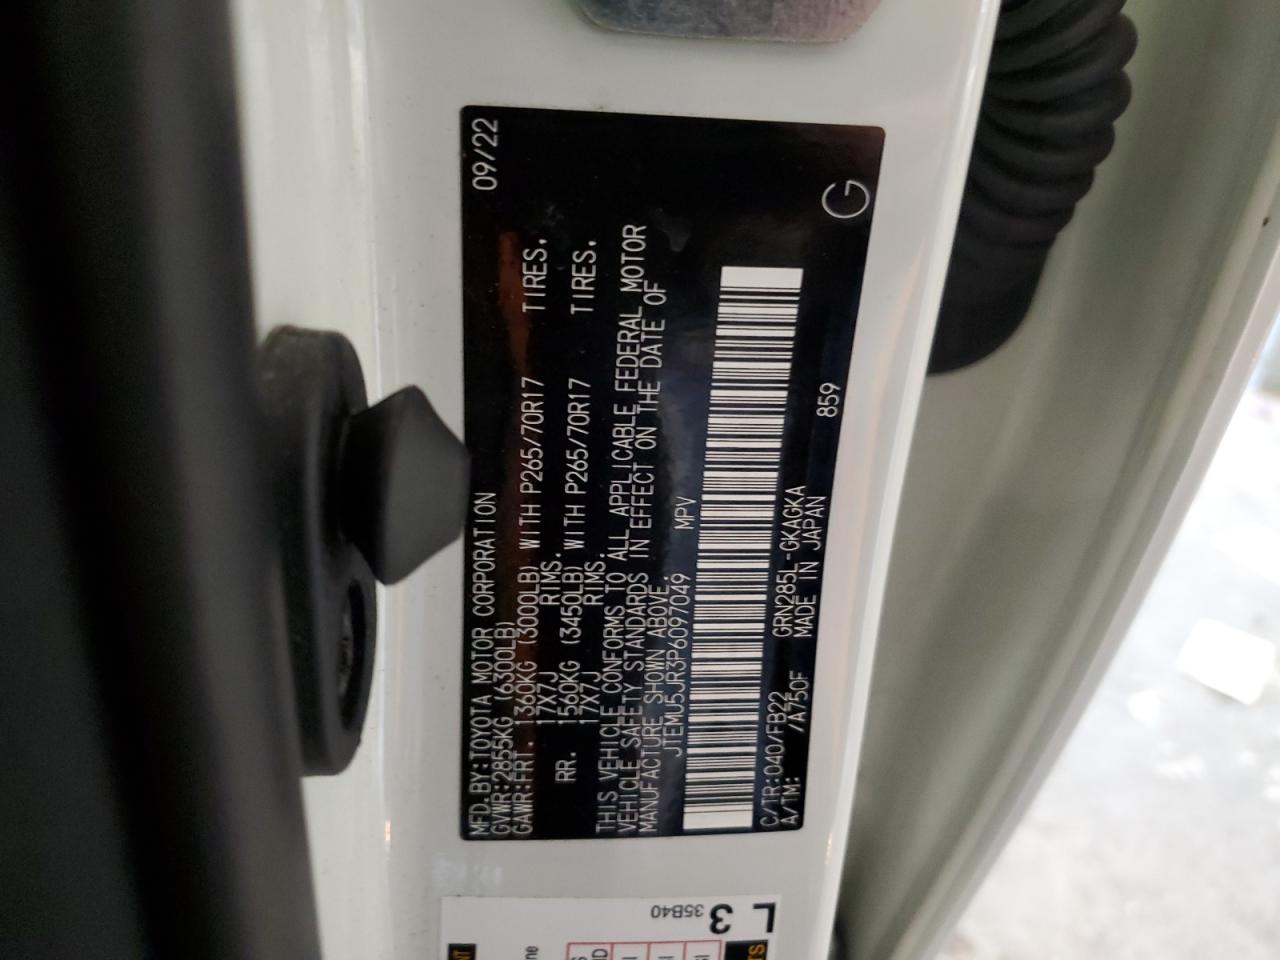 MFD.BY:TOYOTA MOTOR CORPORATION 09/22
GVWR:2855KG (6300LB)
GAWR:FRT. 1360KG (3000LB) WITH P265/70R17 TIRES.
17X7J RIMS.
RR. 1560KG (3450LB) WITH P265/70R17 TIRES.
17X7J RIMS.
THIS VEHICLE CONFORMS TO ALL APPLICABLE FEDERAL MOTOR
VEHICLE SAFETY STANDARDS IN EFFECT ON THE DATE OF
MANUFACTURE SHOWN ABOVE.
JTEMU5JR3P6097049 MPV
G
C/TR:040/FB22 GRN285L-GKAGKA 859
A/TM: /A750F MADE IN JAPAN
L 3
35B40